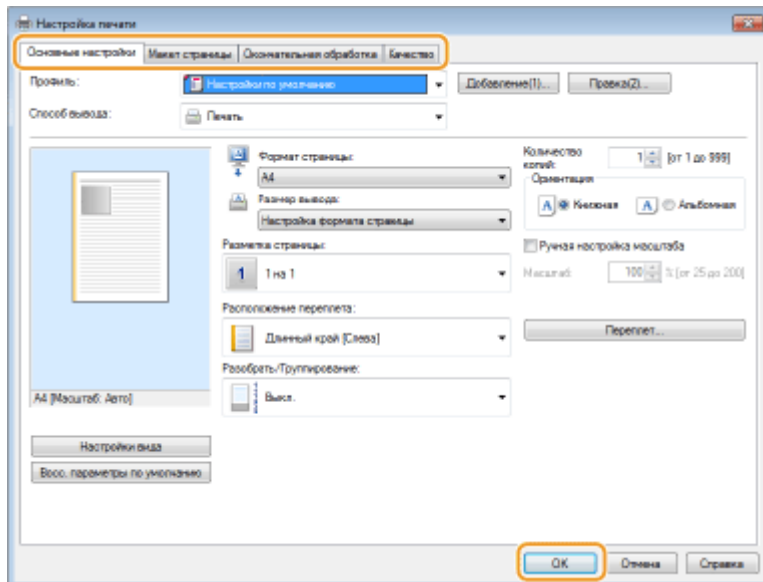 Настройка печати
Основные настройки Макет страницы Окончательная обработка Качество
Профиль: Настройки по умолчанию Добавление(1)... Правка(2)...
Способ вывода: Печать
Формат страницы:
A4
Размер вывода:
Настройка формата страницы
Разметка страницы:
1 1 на 1
Расположение переплета:
Длинный край [Слева]
Разобрать/Группирование:
Выкл.
Количество копий: 1 [от 1 до 999]
Ориентация
A Книжная A Альбомная
Ручная настройка масштаба
Масштаб: 100 % [от 25 до 200]
Переплет...
A4 [Масштаб: Авто]
Настройки вида
Восс. параметры по умолчанию
OK Отмена Справка